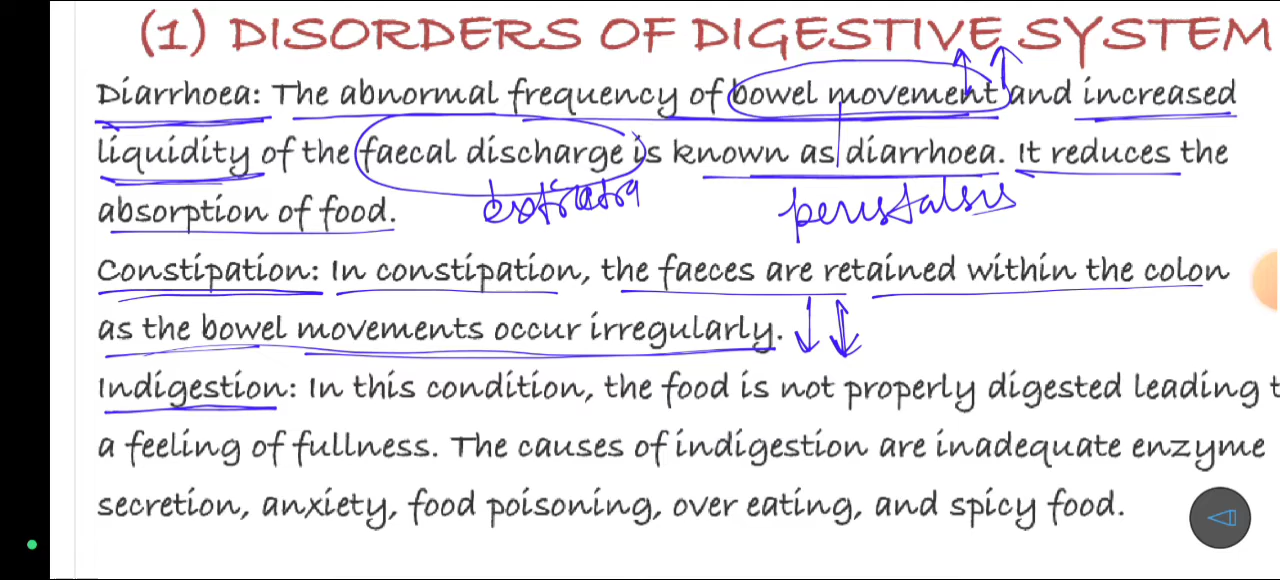 (1) DISORDERS OF DIGESTIVE SYSTEM
Diarrhoea: The abnormal frequency of bowel movement and increased
liquidity of the faecal discharge is known as diarrhoea. It reduces the
absorption of food.
peristalsis
Constipation: In constipation, the faeces are retained within the colon
as the bowel movements occur irregularly.
Indigestion: In this condition, the food is not properly digested leading t
a feeling of fullness. The causes of indigestion are inadequate enzyme
secretion, anxiety, food poisoning, over eating, and spicy food.